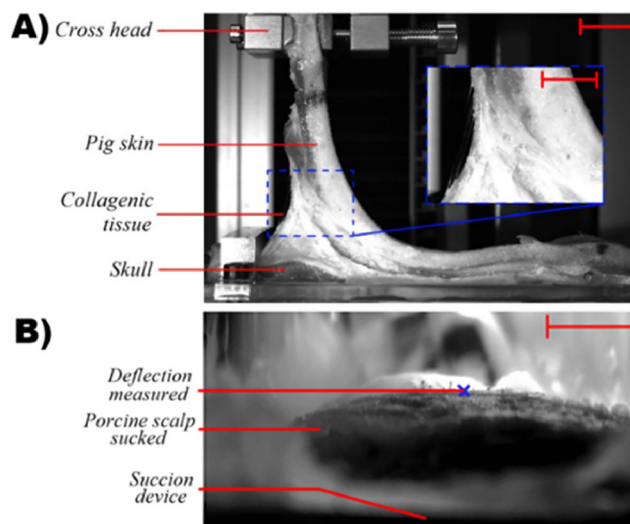 A)
Cross head
Pig skin
Collagenic
tissue
Skull
B)
Deflection
measured
Porcine scalp
sucked
Succion
device